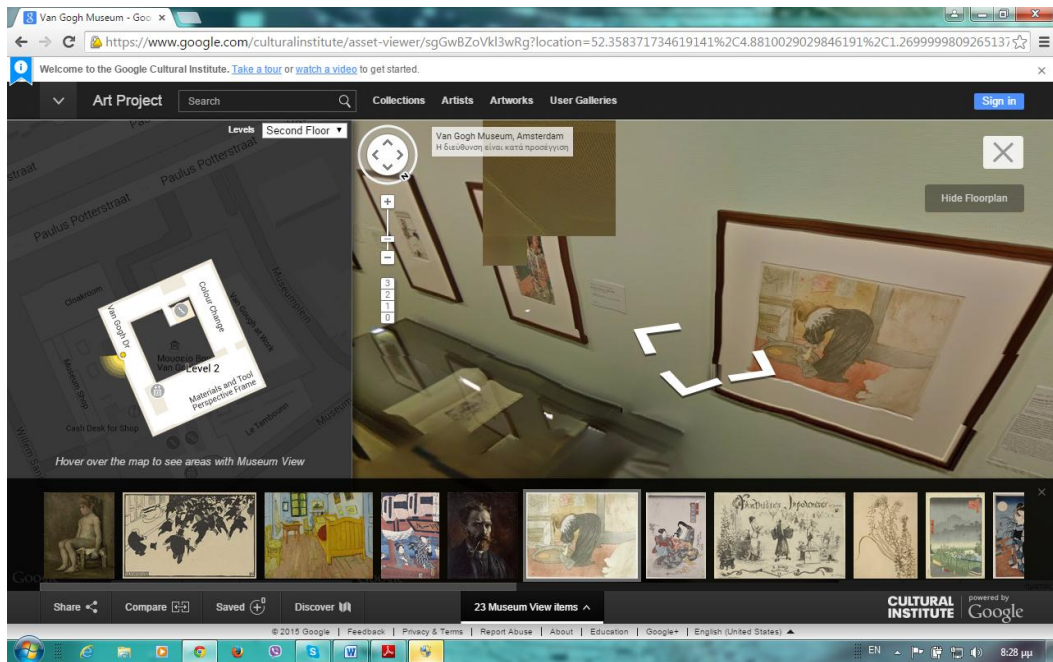 Van Gogh Museum - Goo
https://www.google.com/culturalinstitute/asset-viewer/sgGwBZoVkl3wRg?location=52.358371734619141%2C4.8810029029846191%2C1.2699999809265137
Welcome to the Google Cultural Institute. Take a tour or watch a video to get started.
Art Project
Search
Collections
Artists
Artworks
User Galleries
Sign in
Levels
Second Floor
Van Gogh Museum, Amsterdam
Η διεύθυνση είναι κατά προσέγγιση
Hide Floorplan
Paulus Potterstraat
Paulus Potterstraat
Museumplein
Cloakroom
Van Gogh Dr
Colour Change
Van Gogh at Work
Level 2
Materials and Tool
Perspective Frame
Museum Shop
Cash Desk for Shop
Le Tambourin
Museum
Hover over the map to see areas with Museum View
3
2
1
0
N
Share
Compare
Saved
0
Discover
23 Museum View items
CULTURAL
INSTITUTE
powered by
Google
© 2015 Google | Feedback | Privacy & Terms | Report Abuse | About | Education | Google+ | English (United States)
EN
8:28 μμ